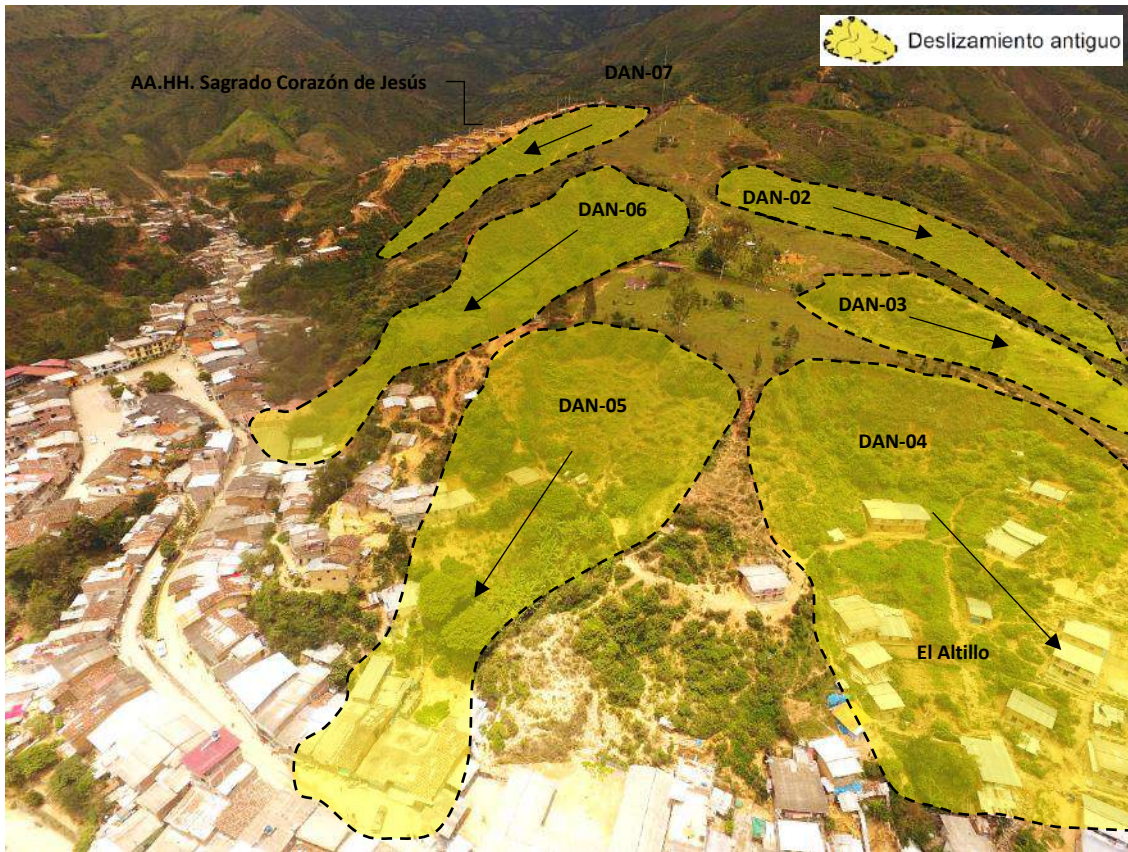 Deslizamiento antiguo
DAN-07
AA.HH. Sagrado Corazón de Jesús
DAN-06
DAN-02
DAN-03
DAN-05
DAN-04
El Altillo